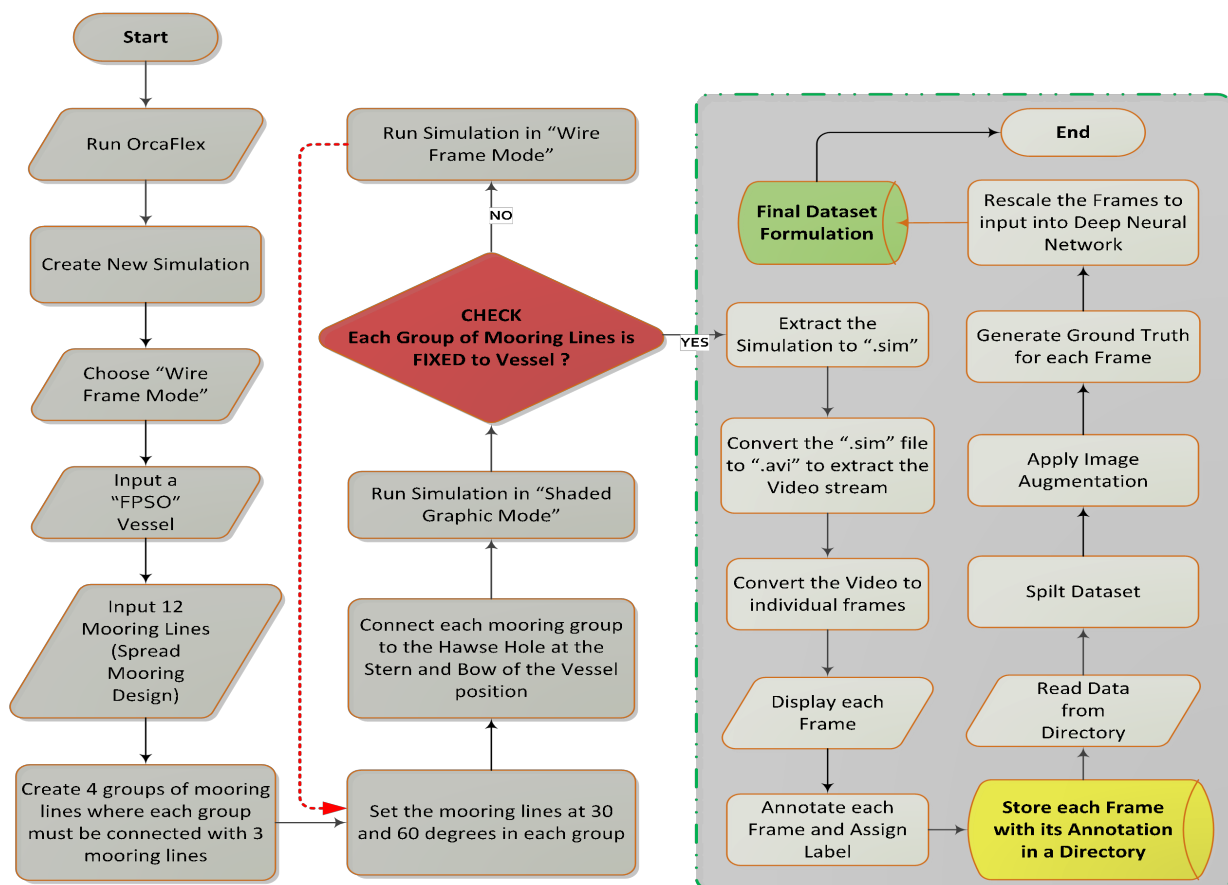 Start
Run OrcaFlex
Create New Simulation
Choose “Wire
Frame Mode”
Input a
“FPSO”
Vessel
Input 12
Mooring Lines
(Spread
Mooring
Design)
Create 4 groups of mooring
lines where each group
must be connected with 3
mooring lines
Run Simulation in “Wire
Frame Mode”
NO
CHECK
Each Group of Mooring Lines is
FIXED to Vessel ?
YES
Run Simulation in “Shaded
Graphic Mode”
Connect each mooring group
to the Hawse Hole at the
Stern and Bow of the Vessel
position
Set the mooring lines at 30
and 60 degrees in each group
Extract the
Simulation to “.sim”
Convert the “.sim” file
to “.avi” to extract the
Video stream
Convert the Video to
individual frames
Display each
Frame
Annotate each
Frame and Assign
Label
Store each Frame
with its Annotation
in a Directory
Read Data
from
Directory
Spilt Dataset
Apply Image
Augmentation
Generate Ground Truth
for each Frame
Rescale the Frames to
input into Deep Neural
Network
Final Dataset
Formulation
End